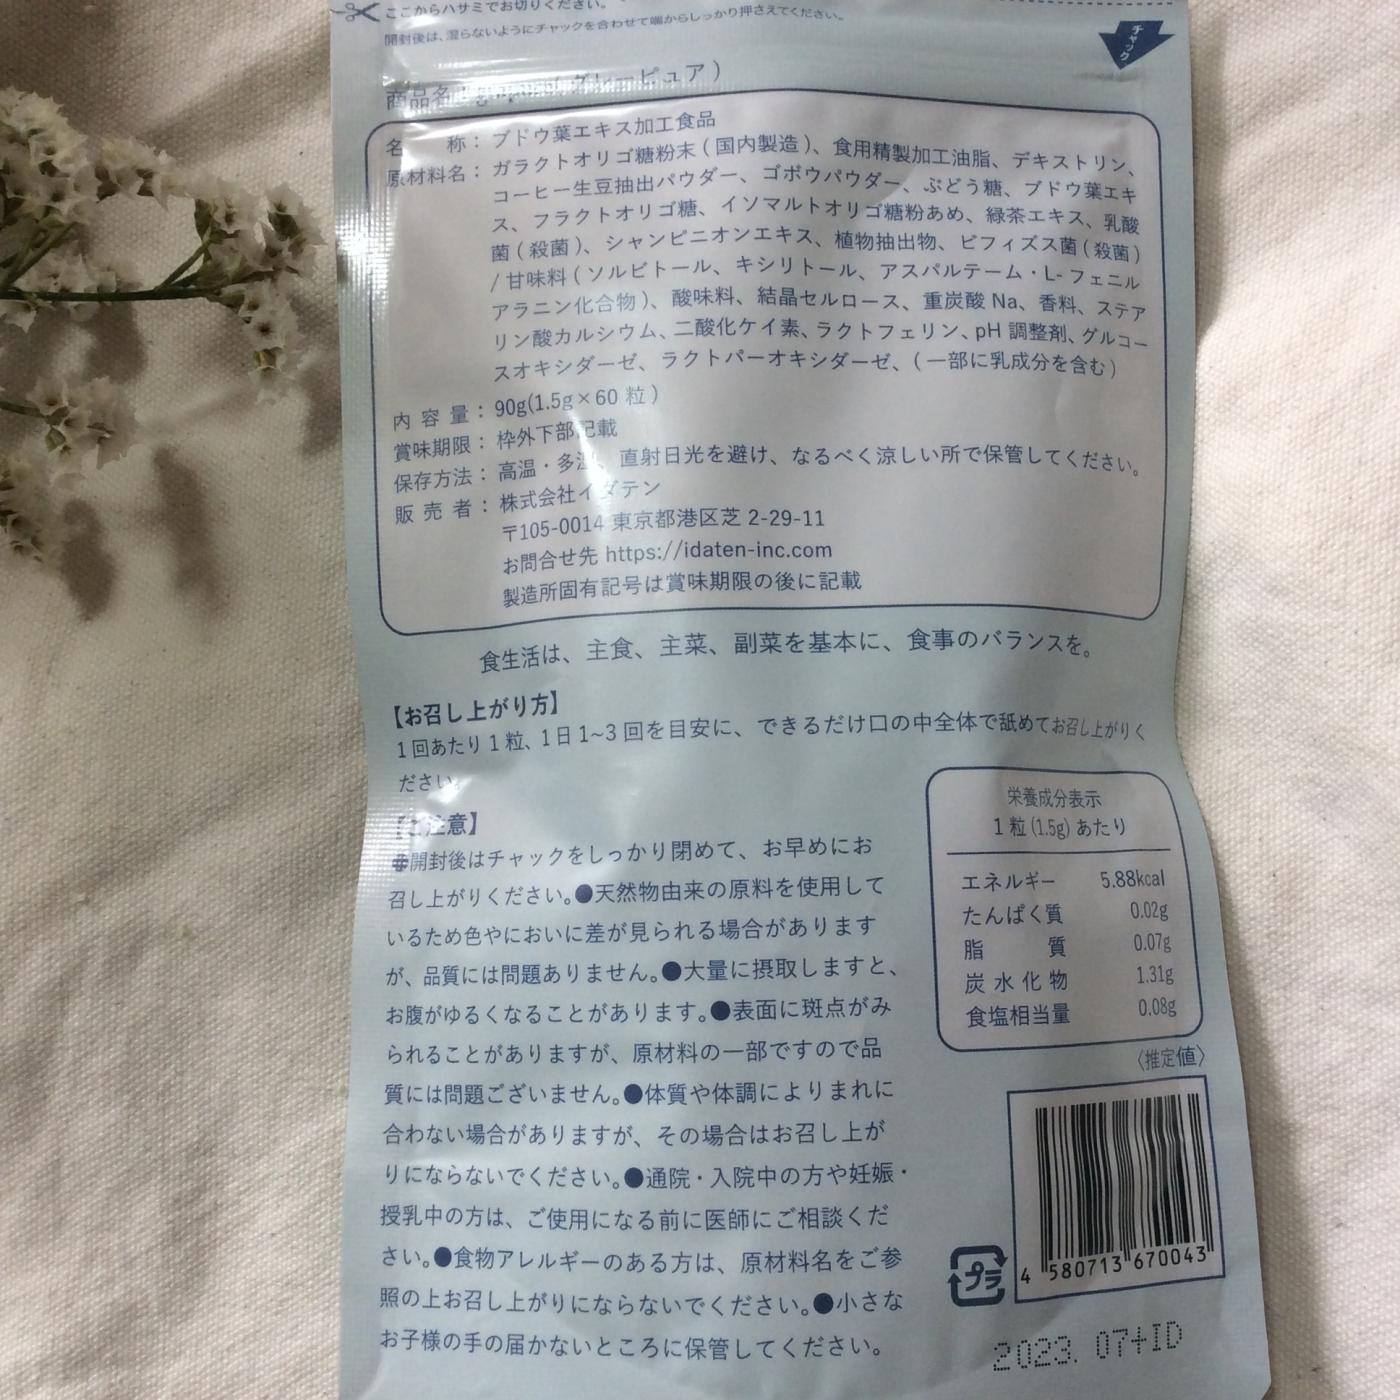 ここからハサミでお切りください。
開封後は、湿らないようにチャックを合わせて端からしっかり押さえてください。
チャック
商品名 ピュア）
名 称：ブドウ葉エキス加工食品
原材料名：ガラクトオリゴ糖粉末(国内製造)、食用精製加工油脂、デキストリン、
コーヒー生豆抽出パウダー、ゴボウパウダー、ぶどう糖、ブドウ葉エキ
ス、フラクトオリゴ糖、イソマルトオリゴ糖粉あめ、緑茶エキス、乳酸
菌(殺菌)、シャンピニオンエキス、植物抽出物、ビフィズス菌(殺菌)
/甘味料(ソルビトール、キシリトール、アスパルテーム・L-フェニル
アラニン化合物)、酸味料、結晶セルロース、重炭酸Na、香料、ステア
リン酸カルシウム、二酸化ケイ素、ラクトフェリン、pH調整剤、グルコー
スオキシダーゼ、ラクトパーオキシダーゼ、(一部に乳成分を含む)
内容量：90g(1.5g×60粒)
賞味期限：枠外下部記載
保存方法：高温・多湿、直射日光を避け、なるべく涼しい所で保管してください。
販売者：株式会社イダテン
〒105-0014 東京都港区芝 2-29-11
お問合せ先 https://idaten-inc.com
製造所固有記号は賞味期限の後に記載
食生活は、主食、主菜、副菜を基本に、食事のバランスを。
【お召し上がり方】
1回あたり1粒、1日1~3回を目安に、できるだけ口の中全体で舐めてお召し上がりく
ださい。
【ご注意】
●開封後はチャックをしっかり閉めて、お早めにお
召し上がりください。●天然物由来の原料を使用して
いるため色やにおいに差が見られる場合があります
が、品質には問題ありません。●大量に摂取しますと、
お腹がゆるくなることがあります。●表面に斑点がみ
られることがありますが、原材料の一部ですので品
質には問題ございません。●体質や体調によりまれに
合わない場合がありますが、その場合はお召し上が
りにならないでください。●通院・入院中の方や妊娠・
授乳中の方は、ご使用になる前に医師にご相談くだ
さい。●食物アレルギーのある方は、原材料名をご参
照の上お召し上がりにならないでください。●小さな
お子様の手の届かないところに保管してください。
栄養成分表示
1粒(1.5g)あたり
エネルギー 5.88kcal
たんぱく質 0.02g
脂 質 0.07g
炭水化物 1.31g
食塩相当量 0.08g
〈推定値〉
4 580713 670043
プラ
2023. 07+ID